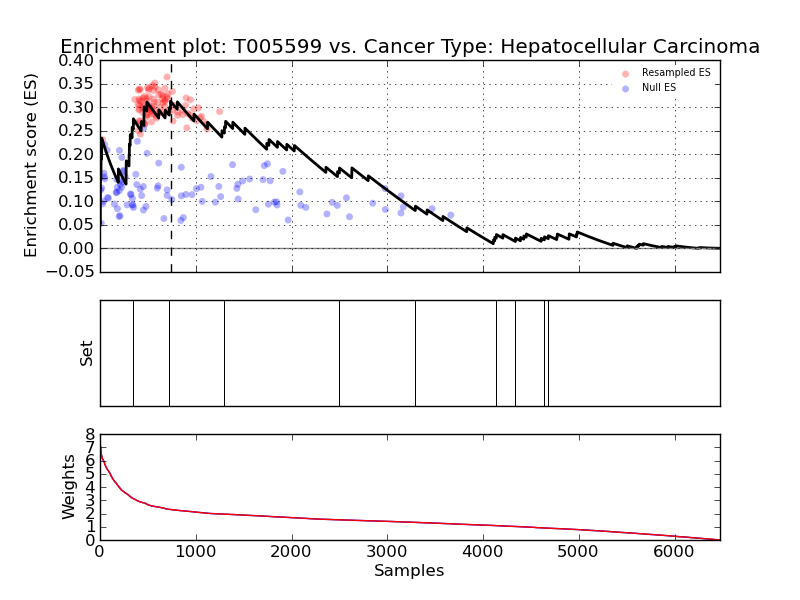 Enrichment plot: T005599 vs. Cancer Type: Hepatocellular Carcinoma
Enrichment score (ES)
0.40
0.35
0.30
0.25
0.20
0.15
0.10
0.05
0.00
−0.05
Resampled ES
Null ES
Set
Weights
8
7
6
5
4
3
2
1
0
0 1000 2000 3000 4000 5000 6000
Samples